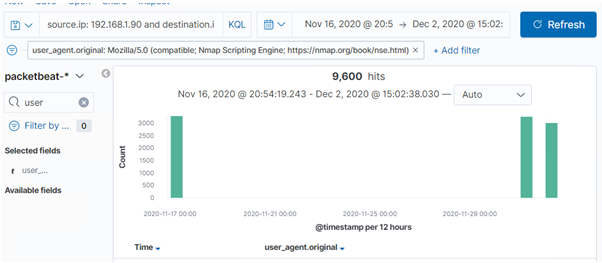 source.ip: 192.168.1.90 and destination.i KQL Nov 16, 2020 @ 20:5 → Dec 2, 2020 @ 15:02: Refresh
user_agent.original: Mozilla/5.0 (compatible; Nmap Scripting Engine; https://nmap.org/book/nse.html) × + Add filter
packetbeat-*
user
Filter by ... 0
Selected fields
t user_...
Available fields
9,600 hits
Nov 16, 2020 @ 20:54:19.243 - Dec 2, 2020 @ 15:02:38.030 — Auto
Count
3000
2500
2000
1500
1000
500
0
2020-11-17 00:00 2020-11-21 00:00 2020-11-25 00:00 2020-11-29 00:00
@timestamp per 12 hours
Time user_agent.original